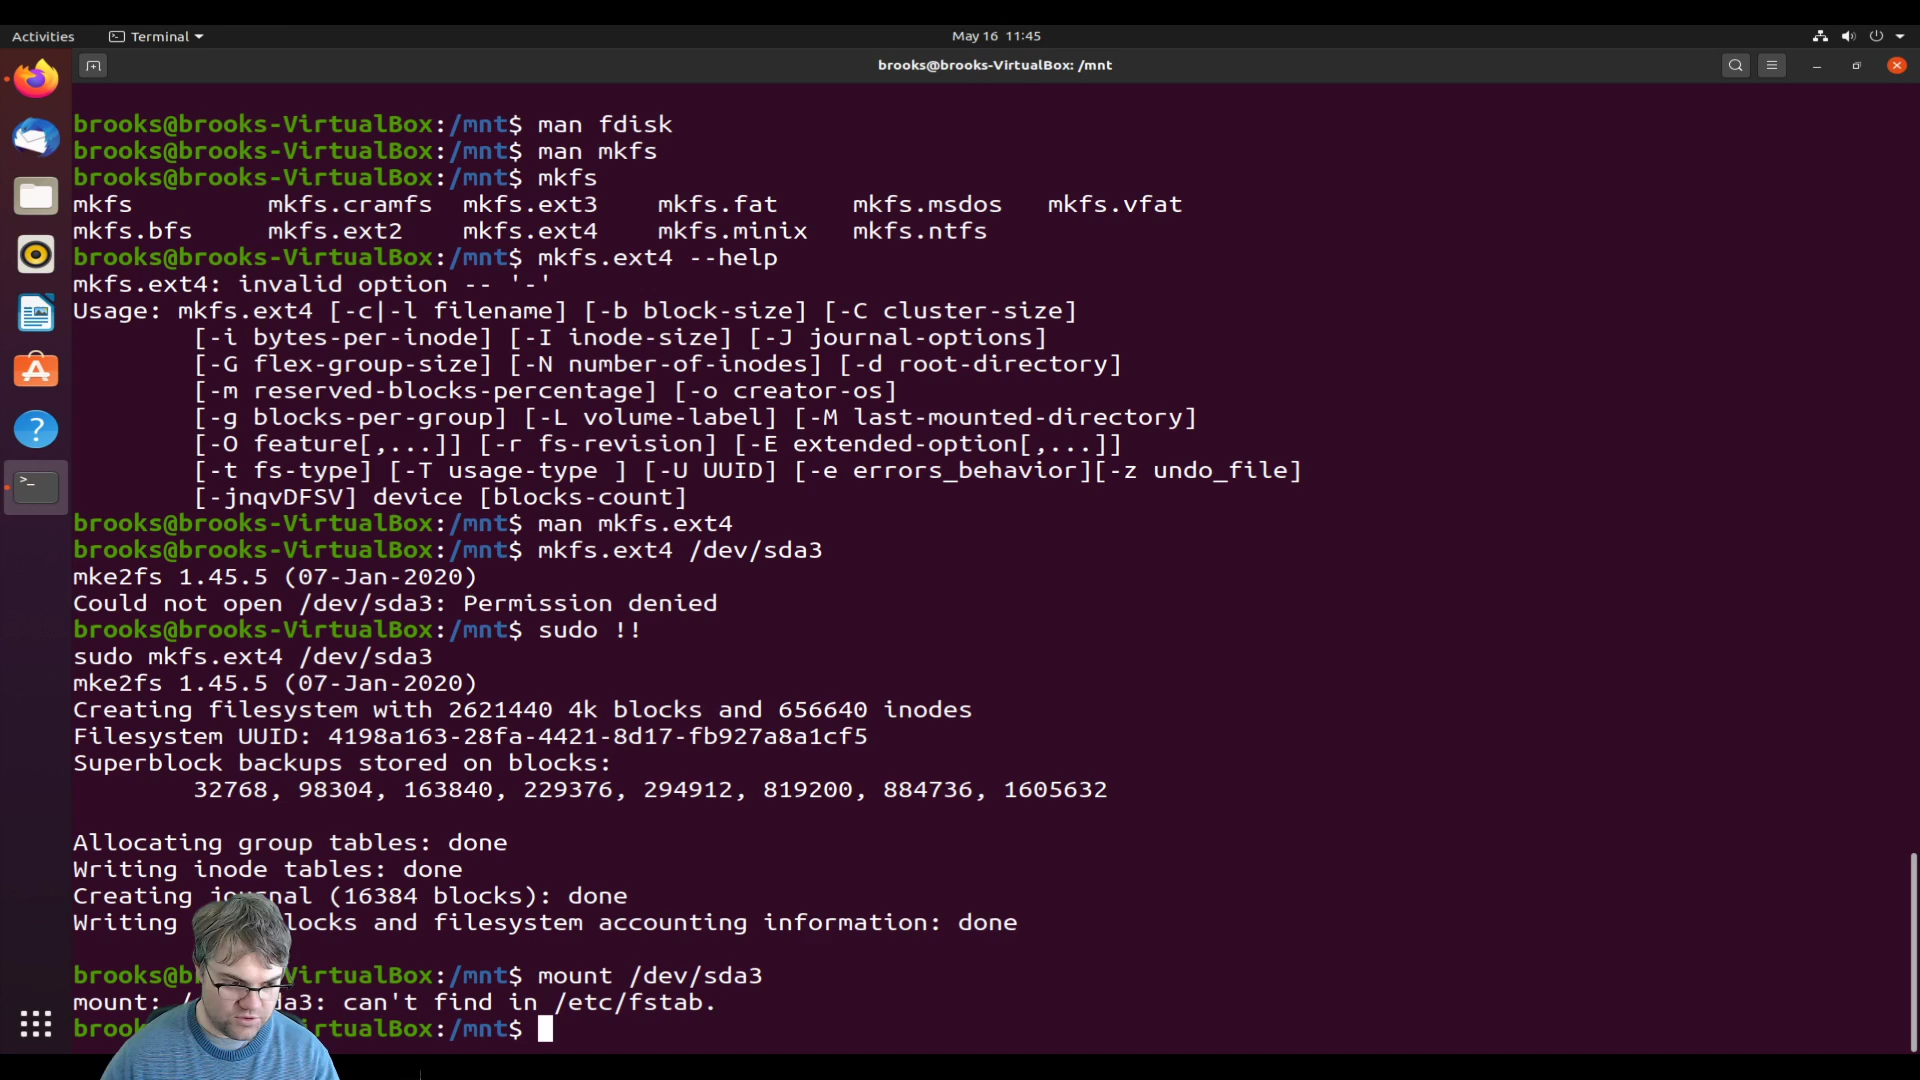 Activities Terminal May 16 11:45
brooks@brooks-VirtualBox: /mnt
brooks@brooks-VirtualBox:/mnt$ man fdisk
brooks@brooks-VirtualBox:/mnt$ man mkfs
brooks@brooks-VirtualBox:/mnt$ mkfs
mkfs mkfs.cramfs mkfs.ext3 mkfs.fat mkfs.msdos mkfs.vfat
mkfs.bfs mkfs.ext2 mkfs.ext4 mkfs.minix mkfs.ntfs
brooks@brooks-VirtualBox:/mnt$ mkfs.ext4 --help
mkfs.ext4: invalid option -- '-'
Usage: mkfs.ext4 [-c|-l filename] [-b block-size] [-C cluster-size]
[-i bytes-per-inode] [-I inode-size] [-J journal-options]
[-G flex-group-size] [-N number-of-inodes] [-d root-directory]
[-m reserved-blocks-percentage] [-o creator-os]
[-g blocks-per-group] [-L volume-label] [-M last-mounted-directory]
[-O feature[,...]] [-r fs-revision] [-E extended-option[,...]]
[-t fs-type] [-T usage-type ] [-U UUID] [-e errors_behavior][-z undo_file]
[-jnqvDFSV] device [blocks-count]
brooks@brooks-VirtualBox:/mnt$ man mkfs.ext4
brooks@brooks-VirtualBox:/mnt$ mkfs.ext4 /dev/sda3
mke2fs 1.45.5 (07-Jan-2020)
Could not open /dev/sda3: Permission denied
brooks@brooks-VirtualBox:/mnt$ sudo !!
sudo mkfs.ext4 /dev/sda3
mke2fs 1.45.5 (07-Jan-2020)
Creating filesystem with 2621440 4k blocks and 656640 inodes
Filesystem UUID: 4198a163-28fa-4421-8d17-fb927a8a1cf5
Superblock backups stored on blocks:
32768, 98304, 163840, 229376, 294912, 819200, 884736, 1605632
Allocating group tables: done
Writing inode tables: done
Creating journal (16384 blocks): done
Writing locks and filesystem accounting information: done
brooks@b rtualBox:/mnt$ mount /dev/sda3
mount: / da3: can't find in /etc/fstab.
broo rtualBox:/mnt$